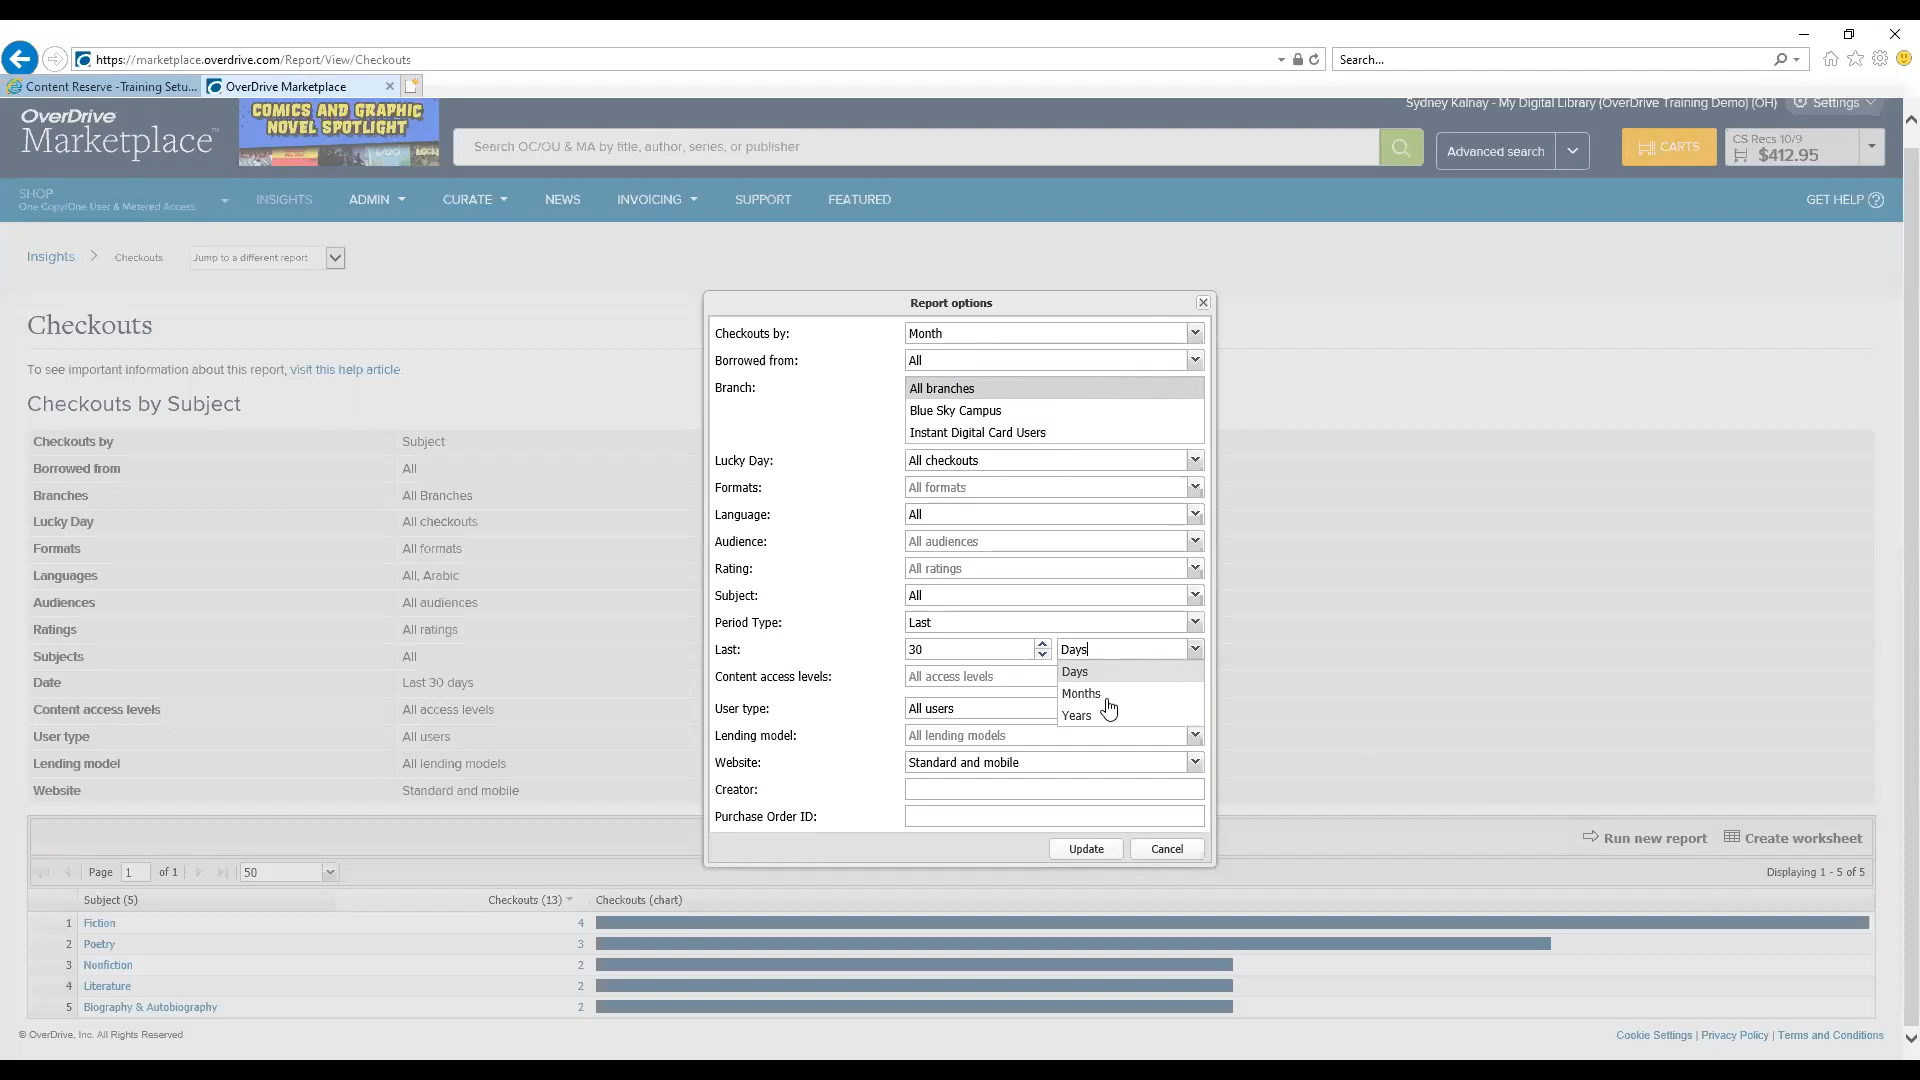 https://marketplace.overdrive.com/Report/View/Checkouts
Search...
Content Reserve - Training Setu...
OverDrive Marketplace
OverDrive
Marketplace
COMICS AND GRAPHIC
NOVEL SPOTLIGHT
Sydney Kalnay - My Digital Library (OverDrive Training Demo) (OH)
Settings
Search OC/OU & MA by title, author, series, or publisher
Advanced search
CARTS
CS Recs 10/9
$412.95
SHOP
One Copy/One User & Metered Access
INSIGHTS
ADMIN
CURATE
NEWS
INVOICING
SUPPORT
FEATURED
GET HELP
Insights
Checkouts
Jump to a different report
Checkouts
To see important information about this report, visit this help article.
Checkouts by Subject
Checkouts by Subject
Borrowed from All
Branches All Branches
Lucky Day All checkouts
Formats All formats
Languages All, Arabic
Audiences All audiences
Ratings All ratings
Subjects All
Date Last 30 days
Content access levels All access levels
User type All users
Lending model All lending models
Website Standard and mobile
Report options
Checkouts by: Month
Borrowed from: All
Branch: All branches
Blue Sky Campus
Instant Digital Card Users
Lucky Day: All checkouts
Formats: All formats
Language: All
Audience: All audiences
Rating: All ratings
Subject: All
Period Type: Last
Last: 30 Days
Days
Months
Years
Content access levels: All access levels
User type: All users
Lending model: All lending models
Website: Standard and mobile
Creator:
Purchase Order ID:
Update
Cancel
Run new report
Create worksheet
Page 1 of 1 50
Displaying 1 - 5 of 5
Subject (5) Checkouts (13) Checkouts (chart)
1 Fiction 4
2 Poetry 3
3 Nonfiction 2
4 Literature 2
5 Biography & Autobiography 2
© OverDrive, Inc. All Rights Reserved
Cookie Settings | Privacy Policy | Terms and Conditions